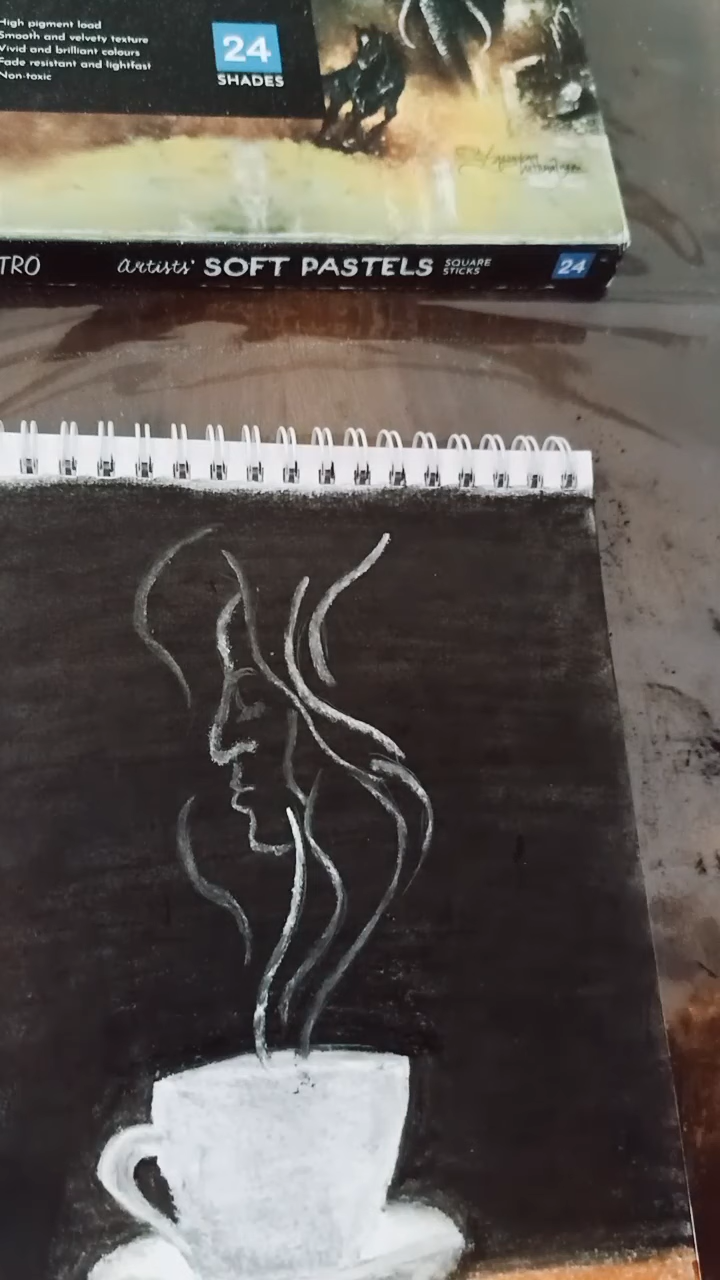 High pigment load
Smooth and velvety texture
Vivid and brilliant colours
Fade resistant and lightfast
Non-toxic
24
SHADES
TRO
artists' SOFT PASTELS SQUARE
STICKS
24